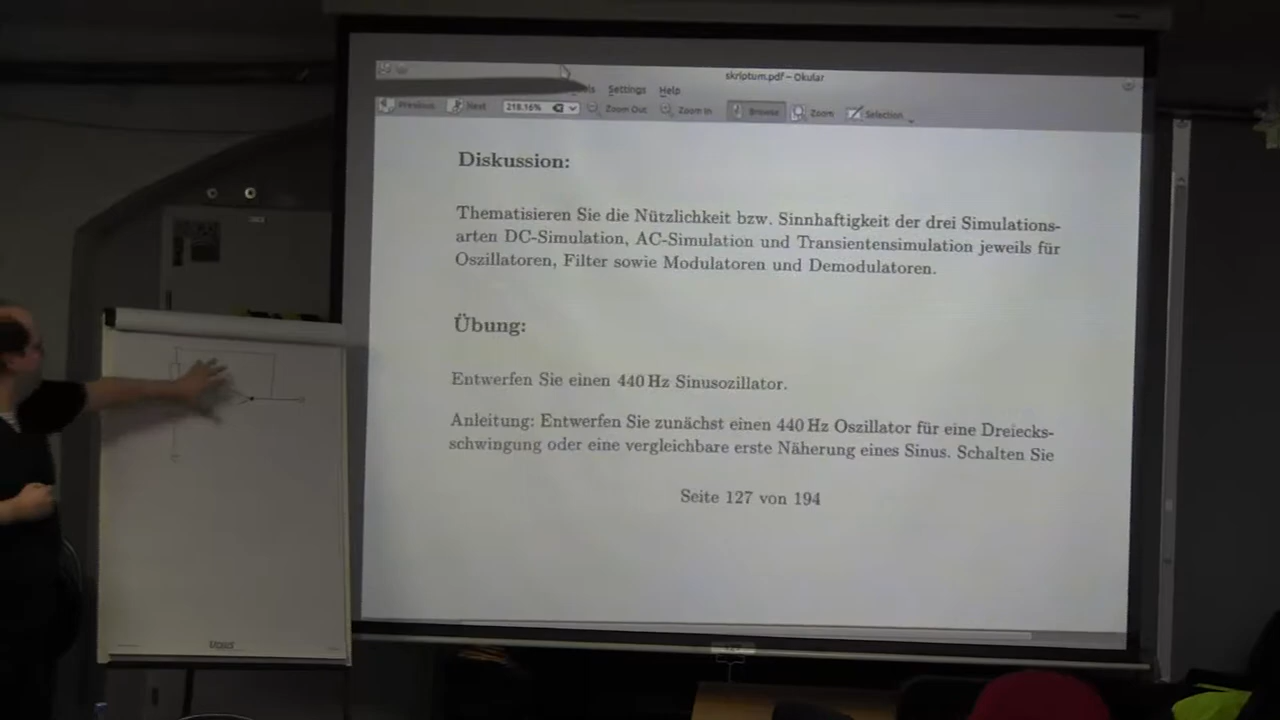 skriptum.pdf – Okular
Settings Help
Previous Next 218.16% Zoom Out Zoom In Browse Zoom Selection
Diskussion:
Thematisieren Sie die Nützlichkeit bzw. Sinnhaftigkeit der drei Simulations-
arten DC-Simulation, AC-Simulation und Transientensimulation jeweils für
Oszillatoren, Filter sowie Modulatoren und Demodulatoren.
Übung:
Entwerfen Sie einen 440 Hz Sinusozillator.
Anleitung: Entwerfen Sie zunächst einen 440 Hz Oszillator für eine Dreiecks-
schwingung oder eine vergleichbare erste Näherung eines Sinus. Schalten Sie
Seite 127 von 194